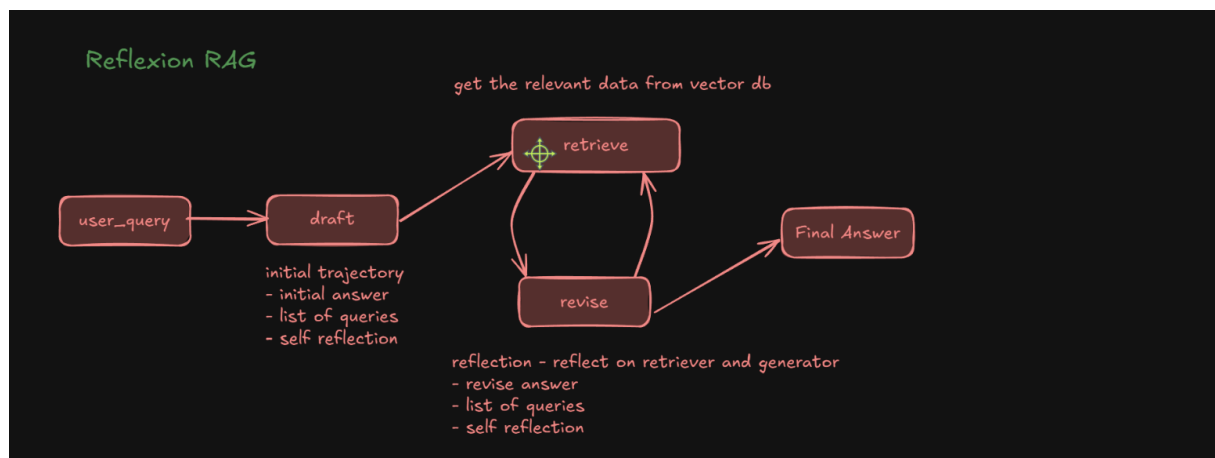 Reflexion RAG
get the relevant data from vector db
retrieve
user_query
draft
Final Answer
initial trajectory
- initial answer
- list of queries
- self reflection
revise
reflection - reflect on retriever and generator
- revise answer
- list of queries
- self reflection